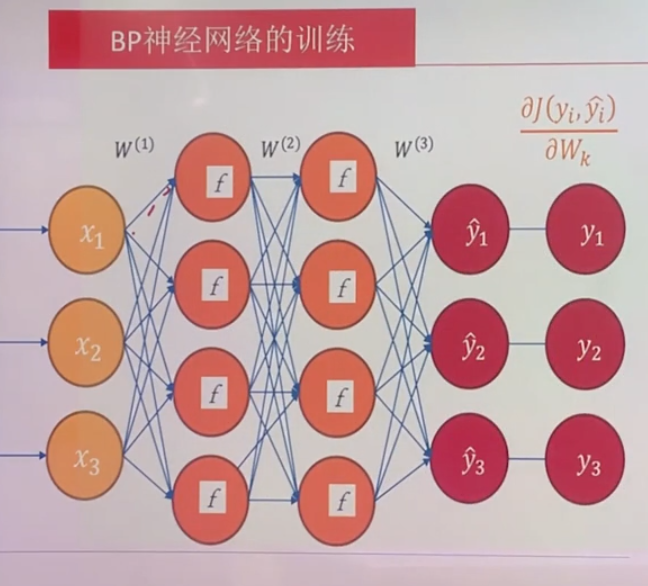 BP神经网络的训练
∂J(yᵢ,ŷᵢ)
∂Wₖ
W⁽¹⁾ W⁽²⁾ W⁽³⁾
f f
x₁ ŷ₁ y₁
f f
x₂ ŷ₂ y₂
f f
x₃ ŷ₃ y₃
f f